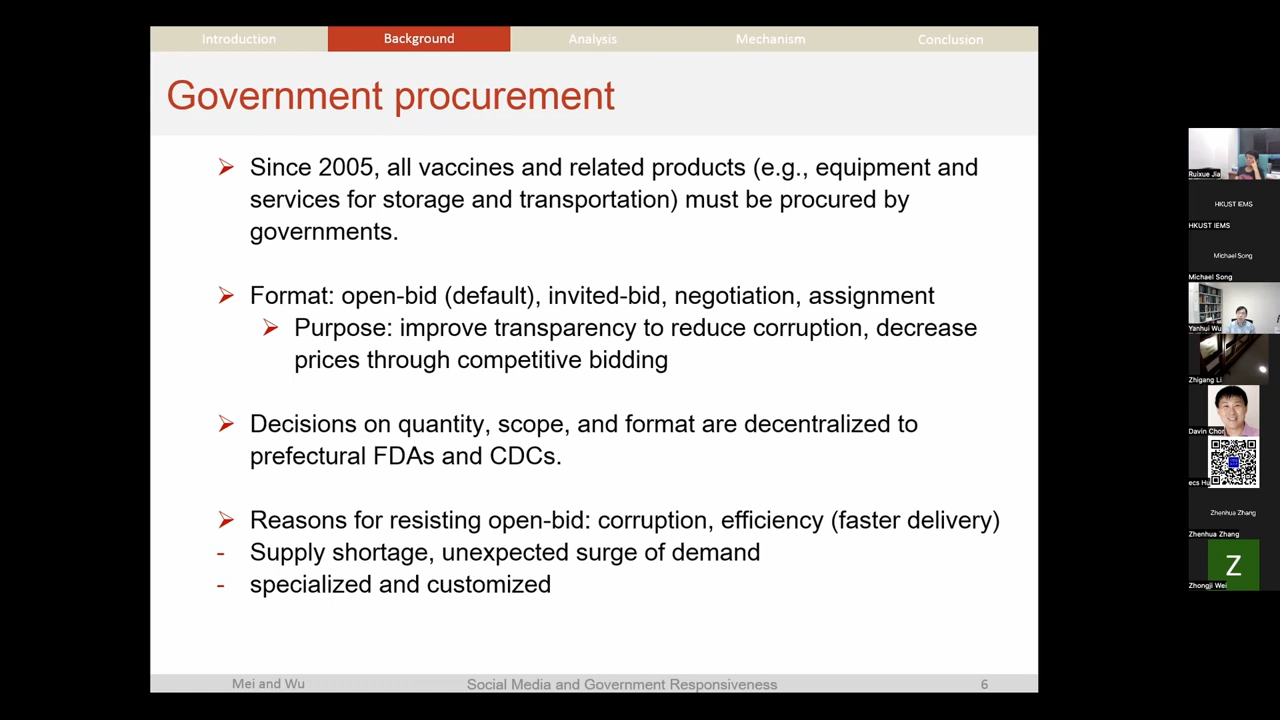 Introduction
Background
Analysis
Mechanism
Conclusion
Government procurement
Since 2005, all vaccines and related products (e.g., equipment and
services for storage and transportation) must be procured by
governments.
Format: open-bid (default), invited-bid, negotiation, assignment
Purpose: improve transparency to reduce corruption, decrease
prices through competitive bidding
Decisions on quantity, scope, and format are decentralized to
prefectural FDAs and CDCs.
Reasons for resisting open-bid: corruption, efficiency (faster delivery)
- Supply shortage, unexpected surge of demand
- specialized and customized
Mei and Wu
Social Media and Government Responsiveness
6
Ruixue Jia
HKUST IEMS
HKUST IEMS
Michael Song
Michael Song
Yanhui Wu
Zhigang Li
Davin Chor
ecs
Zhenhua Zhang
Zhenhua Zhang
Z
Zhongji Wei